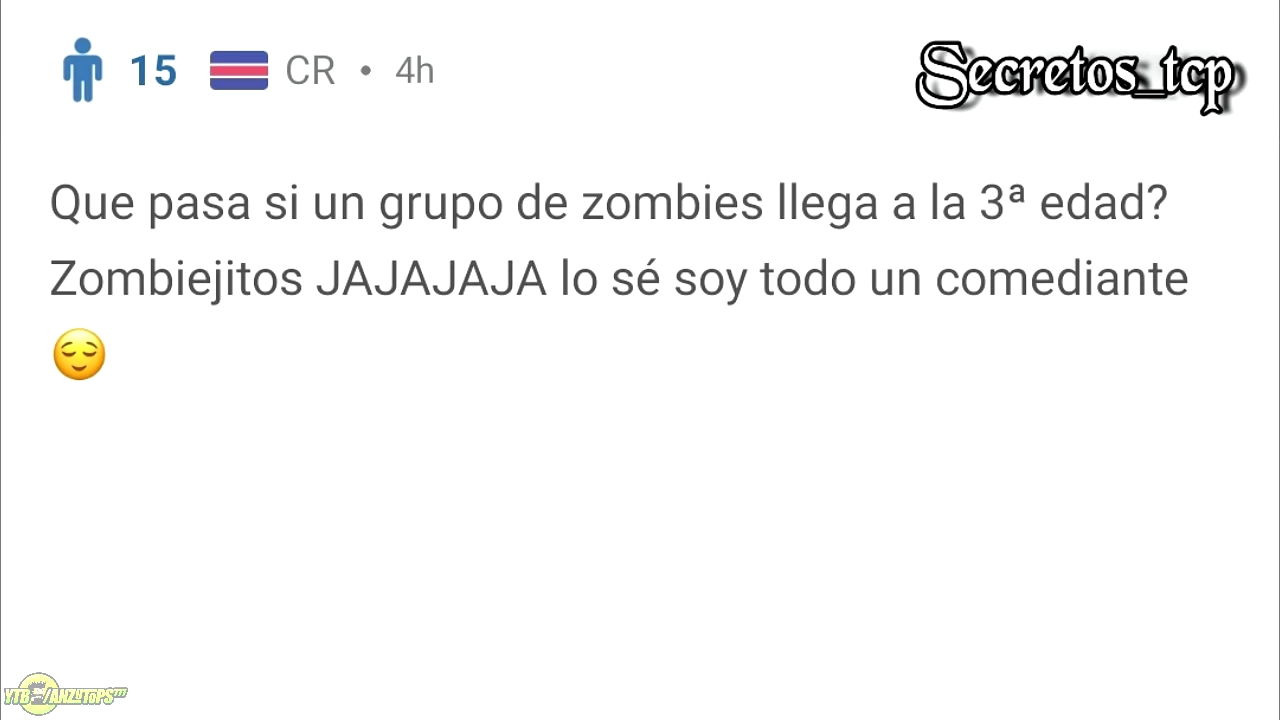 15 CR • 4h
Secretos_tcp
Que pasa si un grupo de zombies llega a la 3ª edad?
Zombiejitos JAJAJAJA lo sé soy todo un comediante
😌